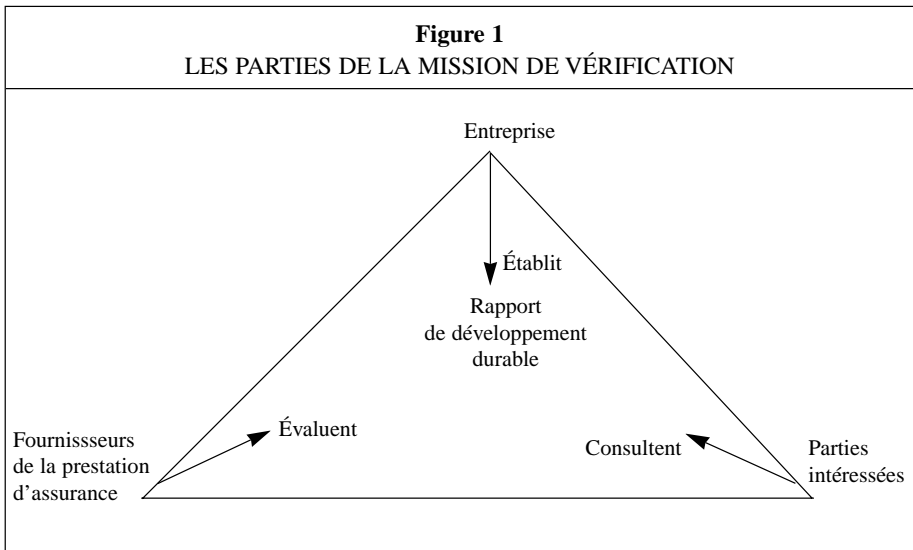 Figure 1
LES PARTIES DE LA MISSION DE VÉRIFICATION
Entreprise
Établit
Rapport
de développement
durable
Évaluent
Fournissseurs
de la prestation
d’assurance
Consultent
Parties
intéressées